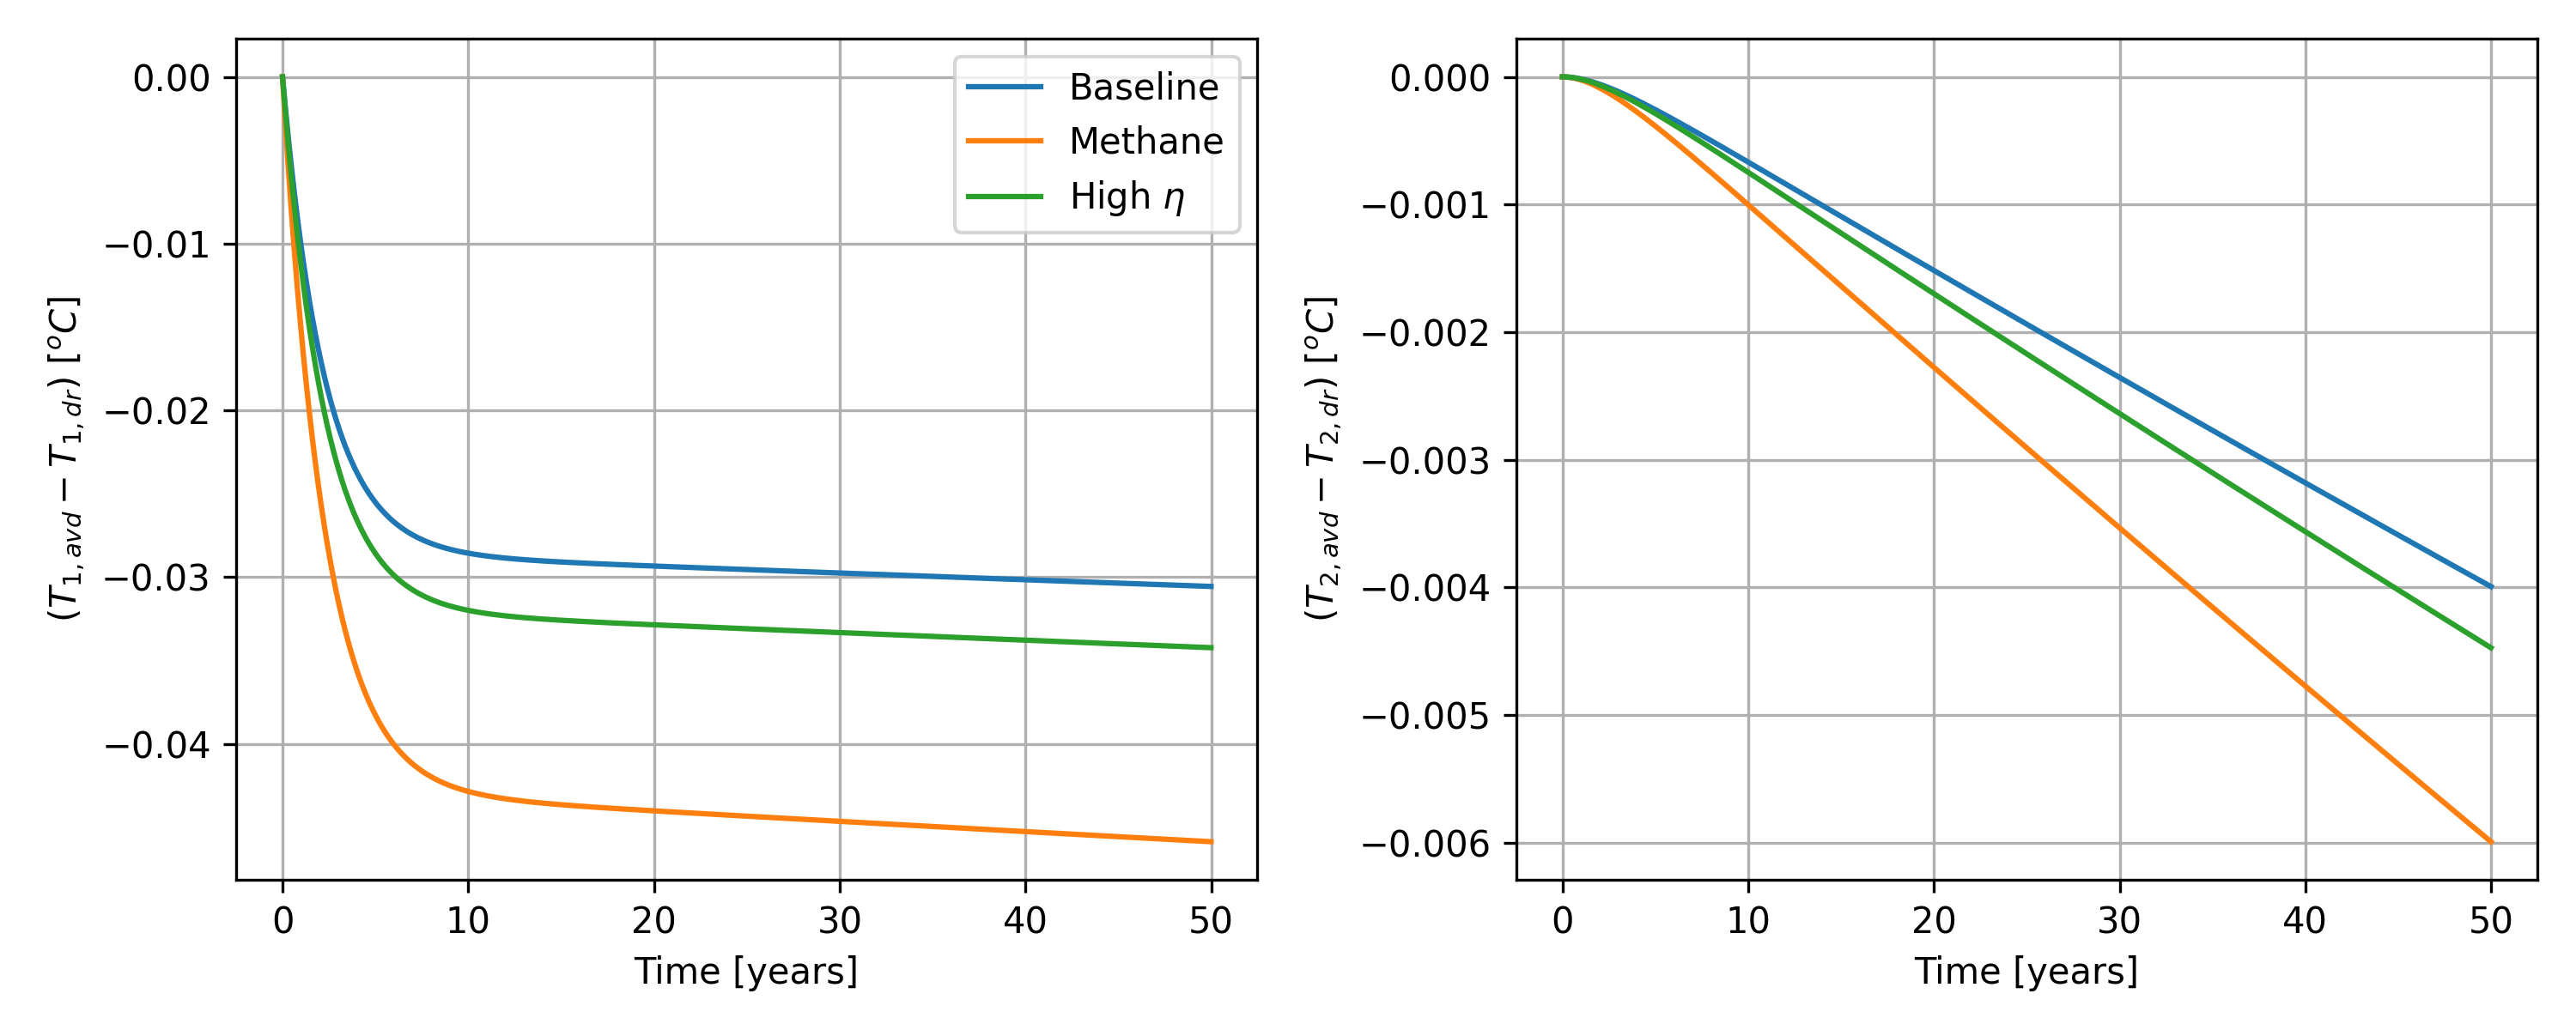 0.00
−0.01
−0.02
−0.03
−0.04
(T1,avd − T1,dr) [oC]
0 10 20 30 40 50
Time [years]
Baseline
Methane
High η
0.000
−0.001
−0.002
−0.003
−0.004
−0.005
−0.006
(T2,avd − T2,dr) [oC]
0 10 20 30 40 50
Time [years]